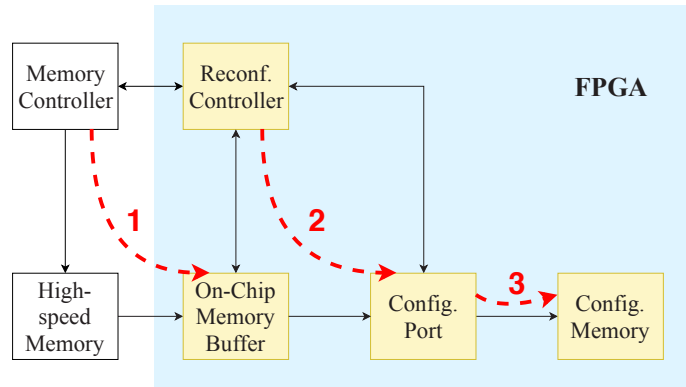 Memory
Controller
Reconf.
Controller
FPGA
1
2
3
High-
speed
Memory
On-Chip
Memory
Buffer
Config.
Port
Config.
Memory